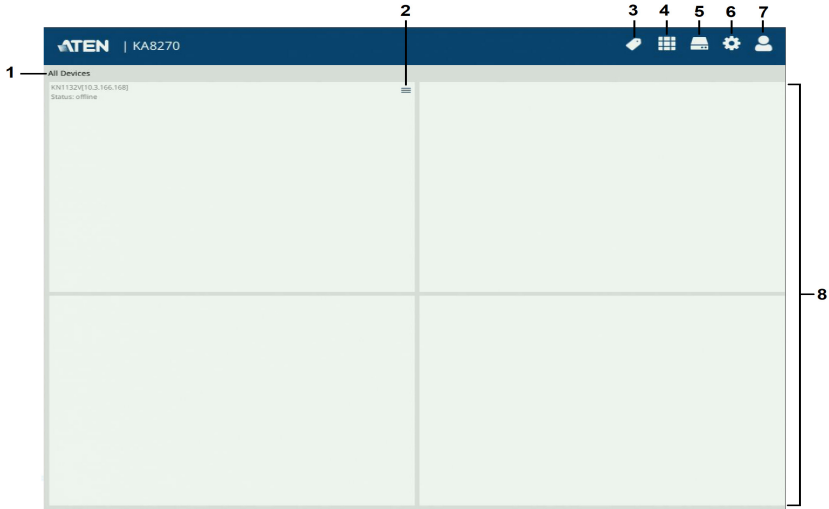 2 3 4 5 6 7
ATEN | KA8270
1 All Devices
KN1132V[10.3.166.168]
Status: offline
8